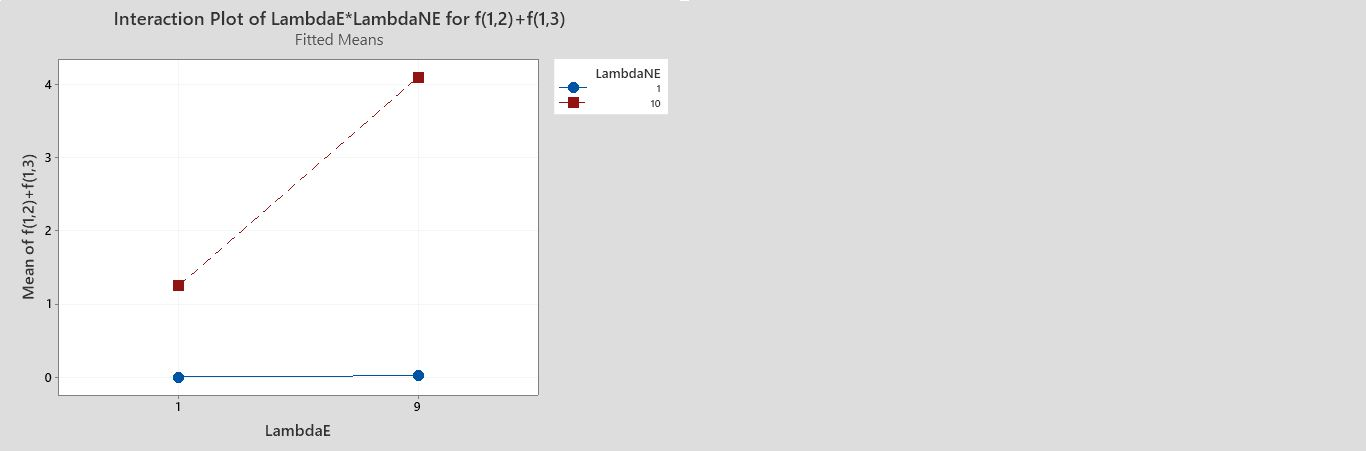 Interaction Plot of LambdaE*LambdaNE for f(1,2)+f(1,3)
Fitted Means
LambdaNE
1
10
Mean of f(1,2)+f(1,3)
4
3
2
1
0
1 9
LambdaE